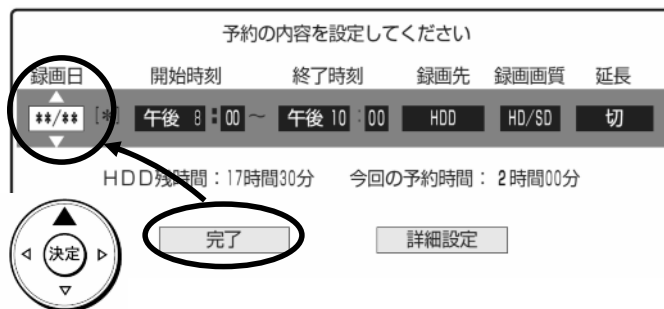 予約の内容を設定してください
録画日 開始時刻 終了時刻 録画先 録画画質 延長
**/** [*] 午後 8:00 ~ 午後 10:00 HDD HD/SD 切
HDD残時間：17時間30分 今回の予約時間： 2時間00分
完了 詳細設定
決定